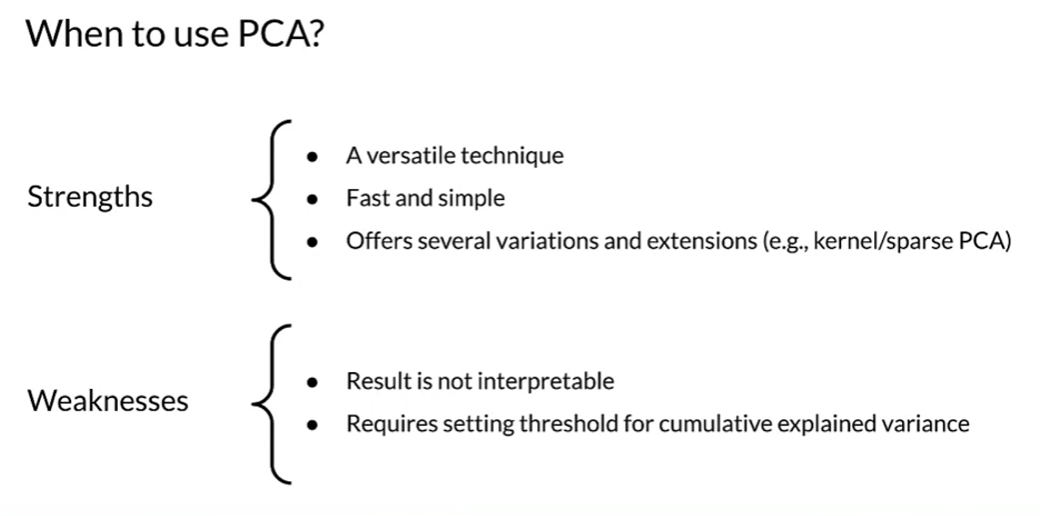 When to use PCA?
Strengths
• A versatile technique
• Fast and simple
• Offers several variations and extensions (e.g., kernel/sparse PCA)
Weaknesses
• Result is not interpretable
• Requires setting threshold for cumulative explained variance